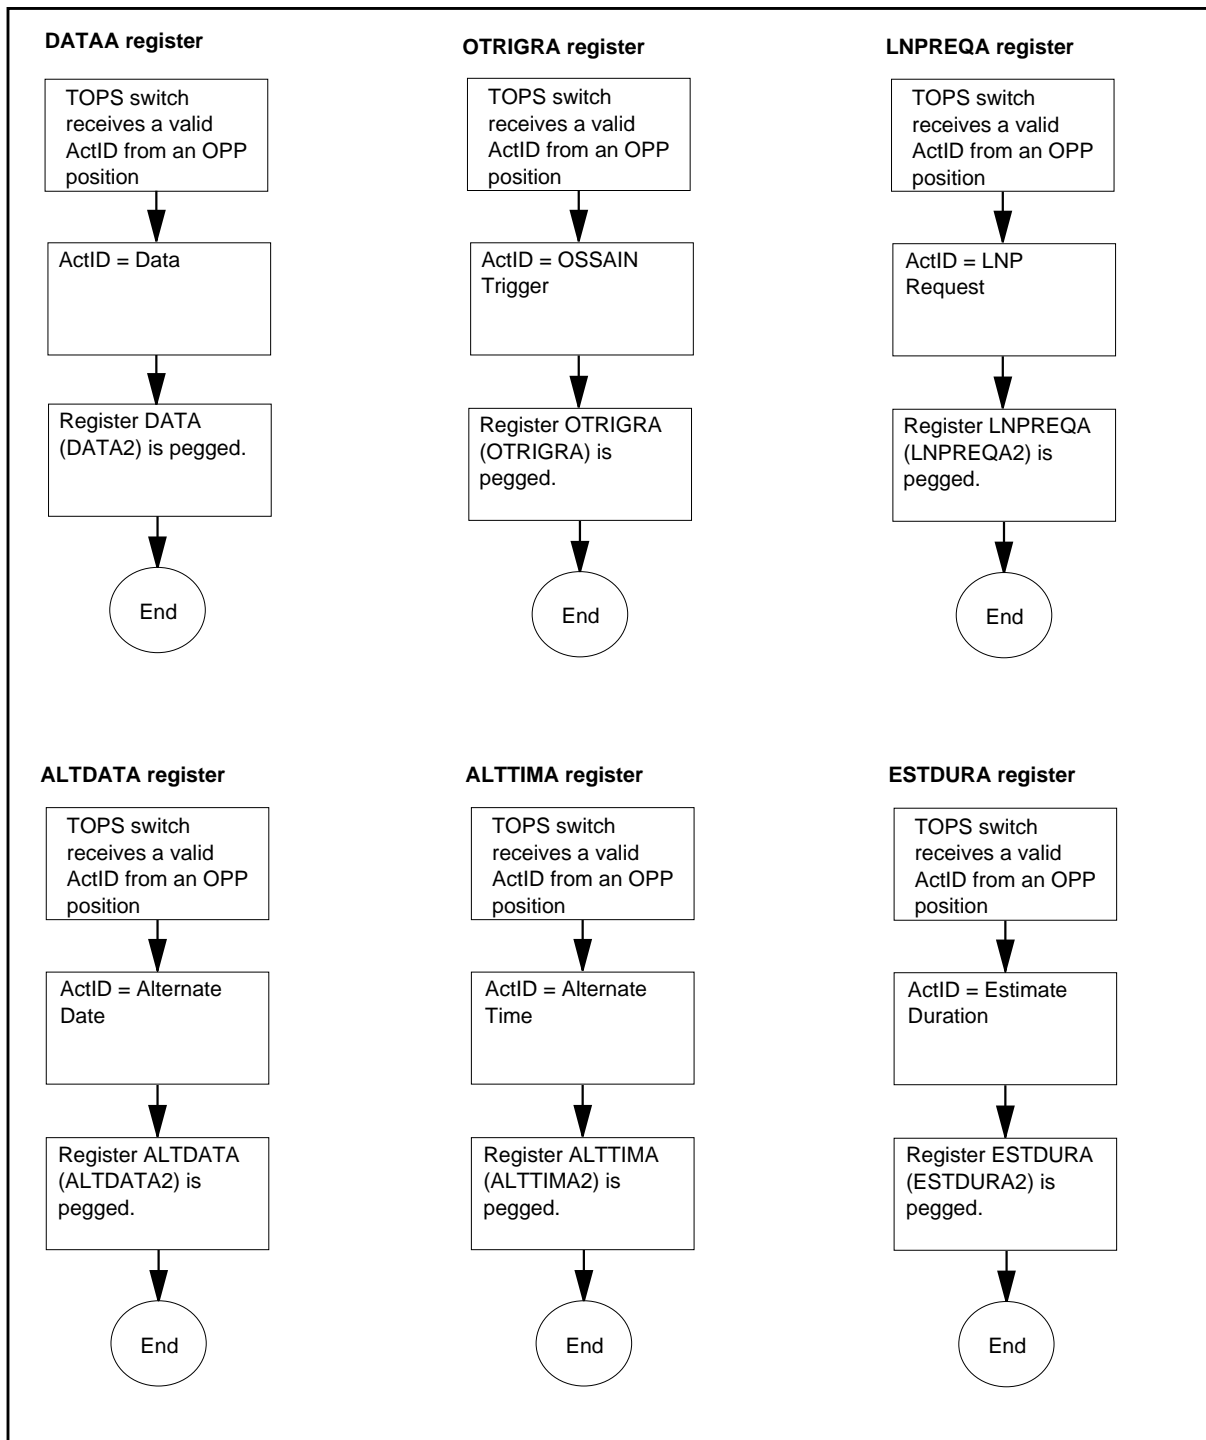 DATAA register
TOPS switch
receives a valid
ActID from an OPP
position
ActID = Data
Register DATA
(DATA2) is pegged.
End
OTRIGRA register
TOPS switch
receives a valid
ActID from an OPP
position
ActID = OSSAIN
Trigger
Register OTRIGRA
(OTRIGRA) is
pegged.
End
LNPREQA register
TOPS switch
receives a valid
ActID from an OPP
position
ActID = LNP
Request
Register LNPREQA
(LNPREQA2) is
pegged.
End
ALTDATA register
TOPS switch
receives a valid
ActID from an OPP
position
ActID = Alternate
Date
Register ALTDATA
(ALTDATA2) is
pegged.
End
ALTTIMA register
TOPS switch
receives a valid
ActID from an OPP
position
ActID = Alternate
Time
Register ALTTIMA
(ALTTIMA2) is
pegged.
End
ESTDURA register
TOPS switch
receives a valid
ActID from an OPP
position
ActID = Estimate
Duration
Register ESTDURA
(ESTDURA2) is
pegged.
End